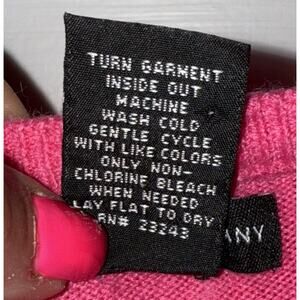 TURN GARMENT
INSIDE OUT
MACHINE
WASH COLD
GENTLE CYCLE
WITH LIKE COLORS
ONLY NON-
CHLORINE BLEACH
WHEN NEEDED
LAY FLAT TO DRY
RN# 23243
ANY